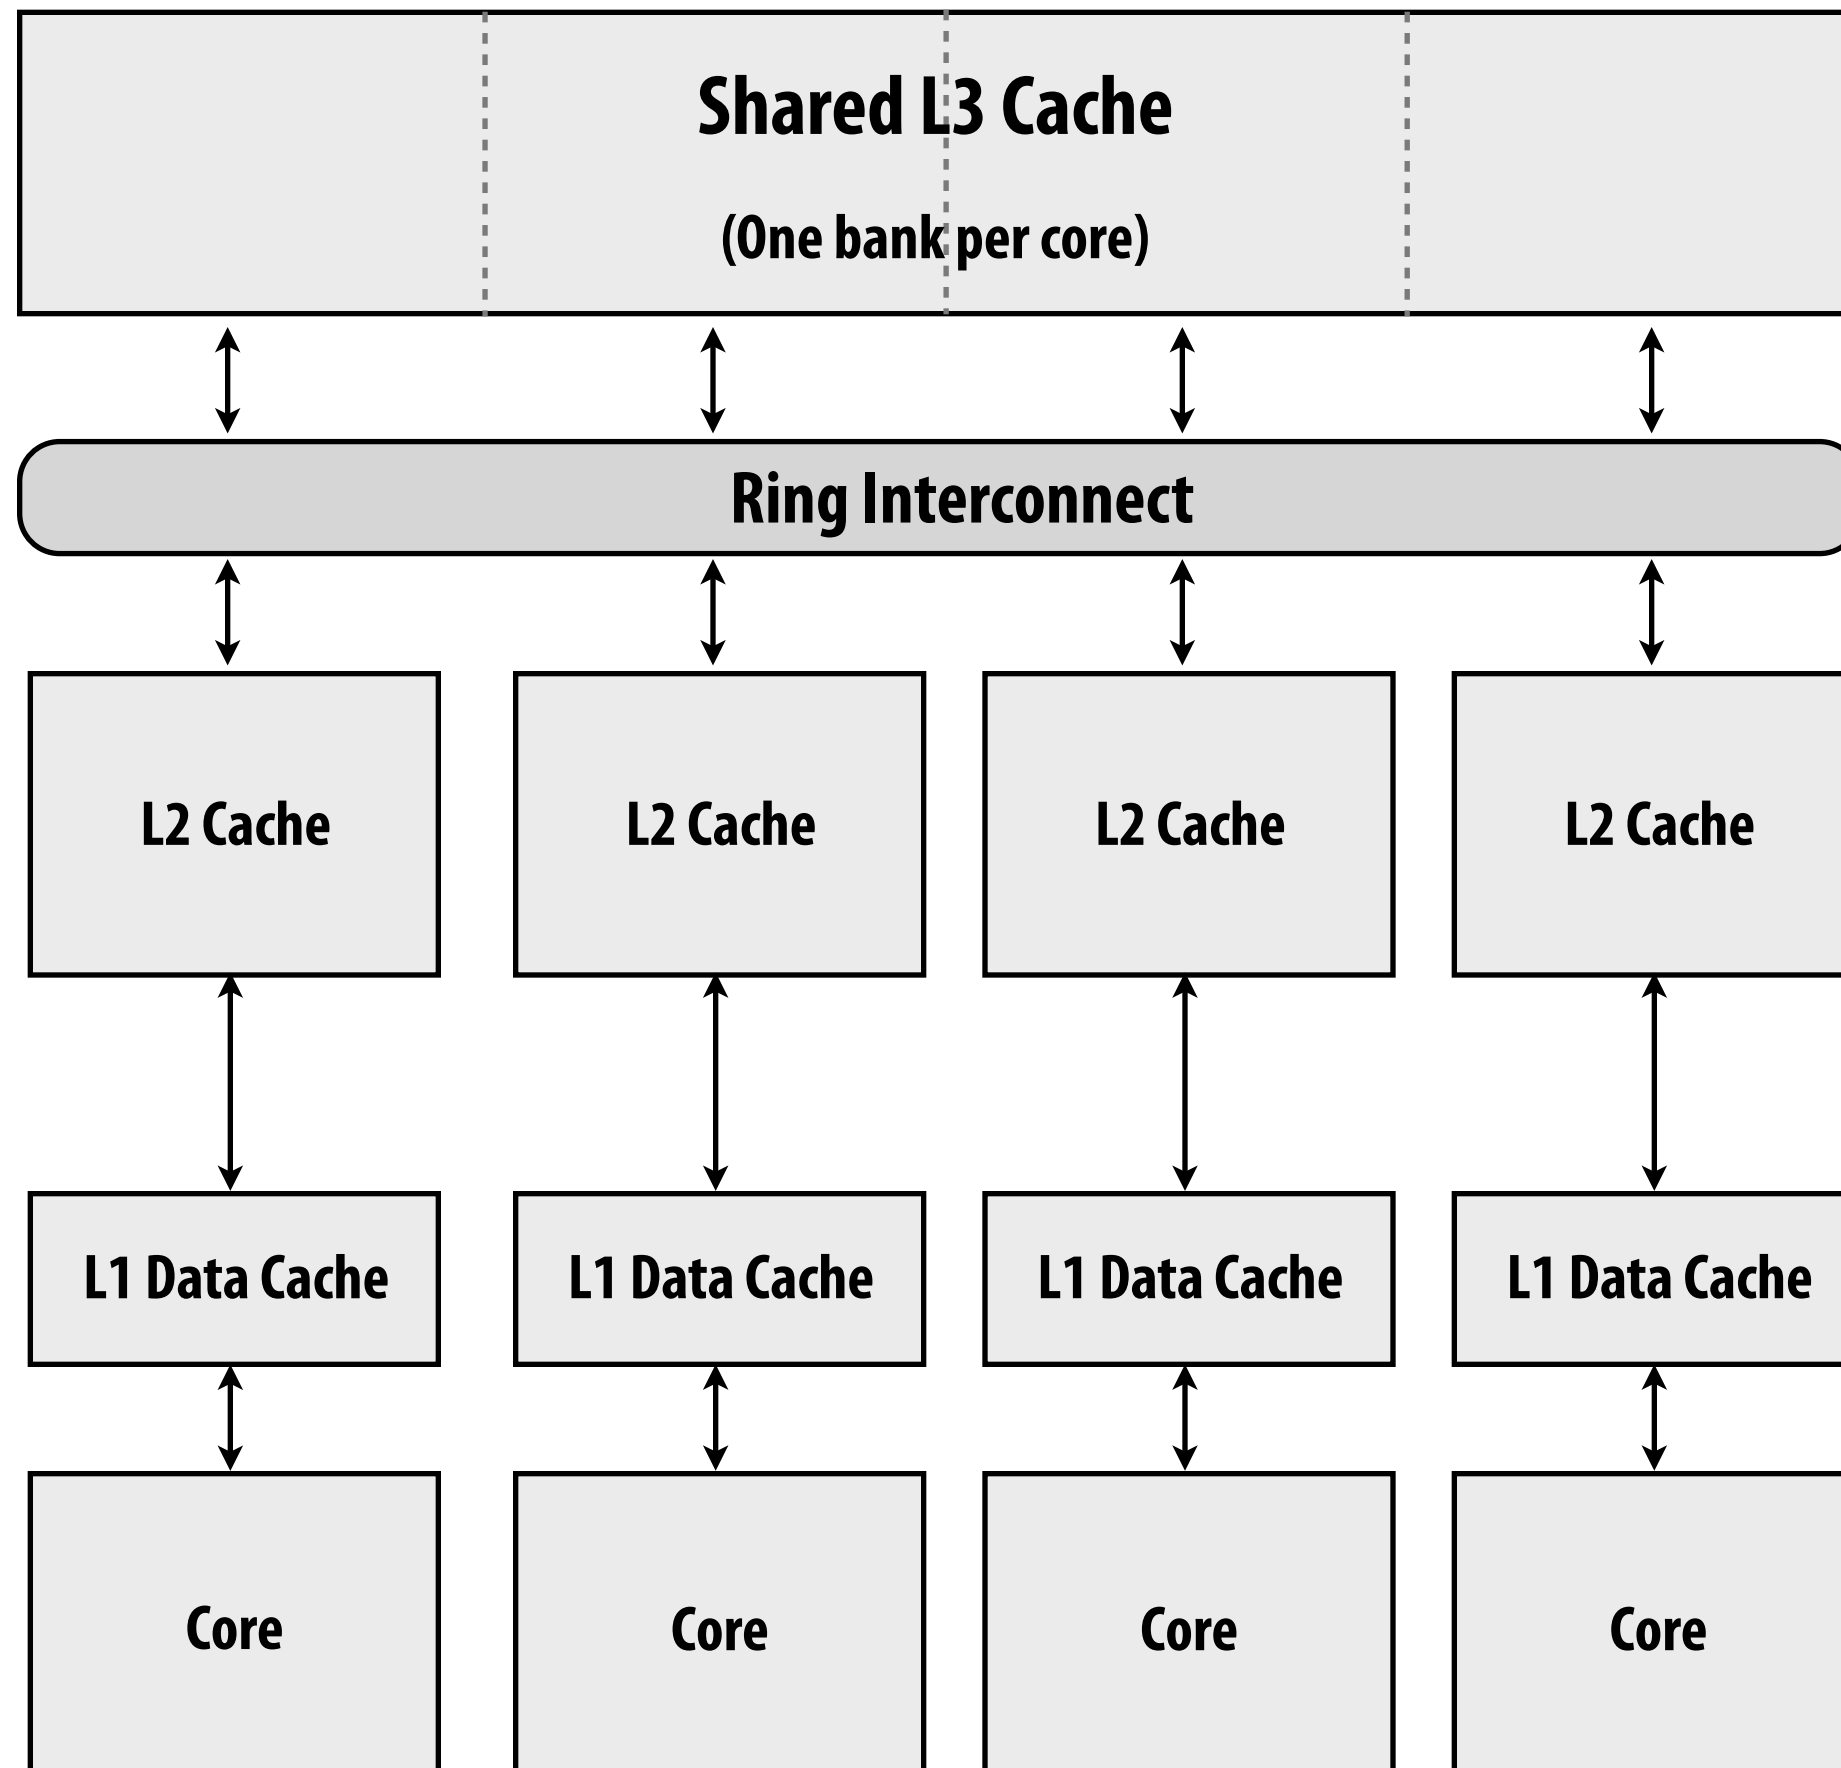 Shared L3 Cache
(One bank per core)
Ring Interconnect
L2 Cache
L2 Cache
L2 Cache
L2 Cache
L1 Data Cache
L1 Data Cache
L1 Data Cache
L1 Data Cache
Core
Core
Core
Core